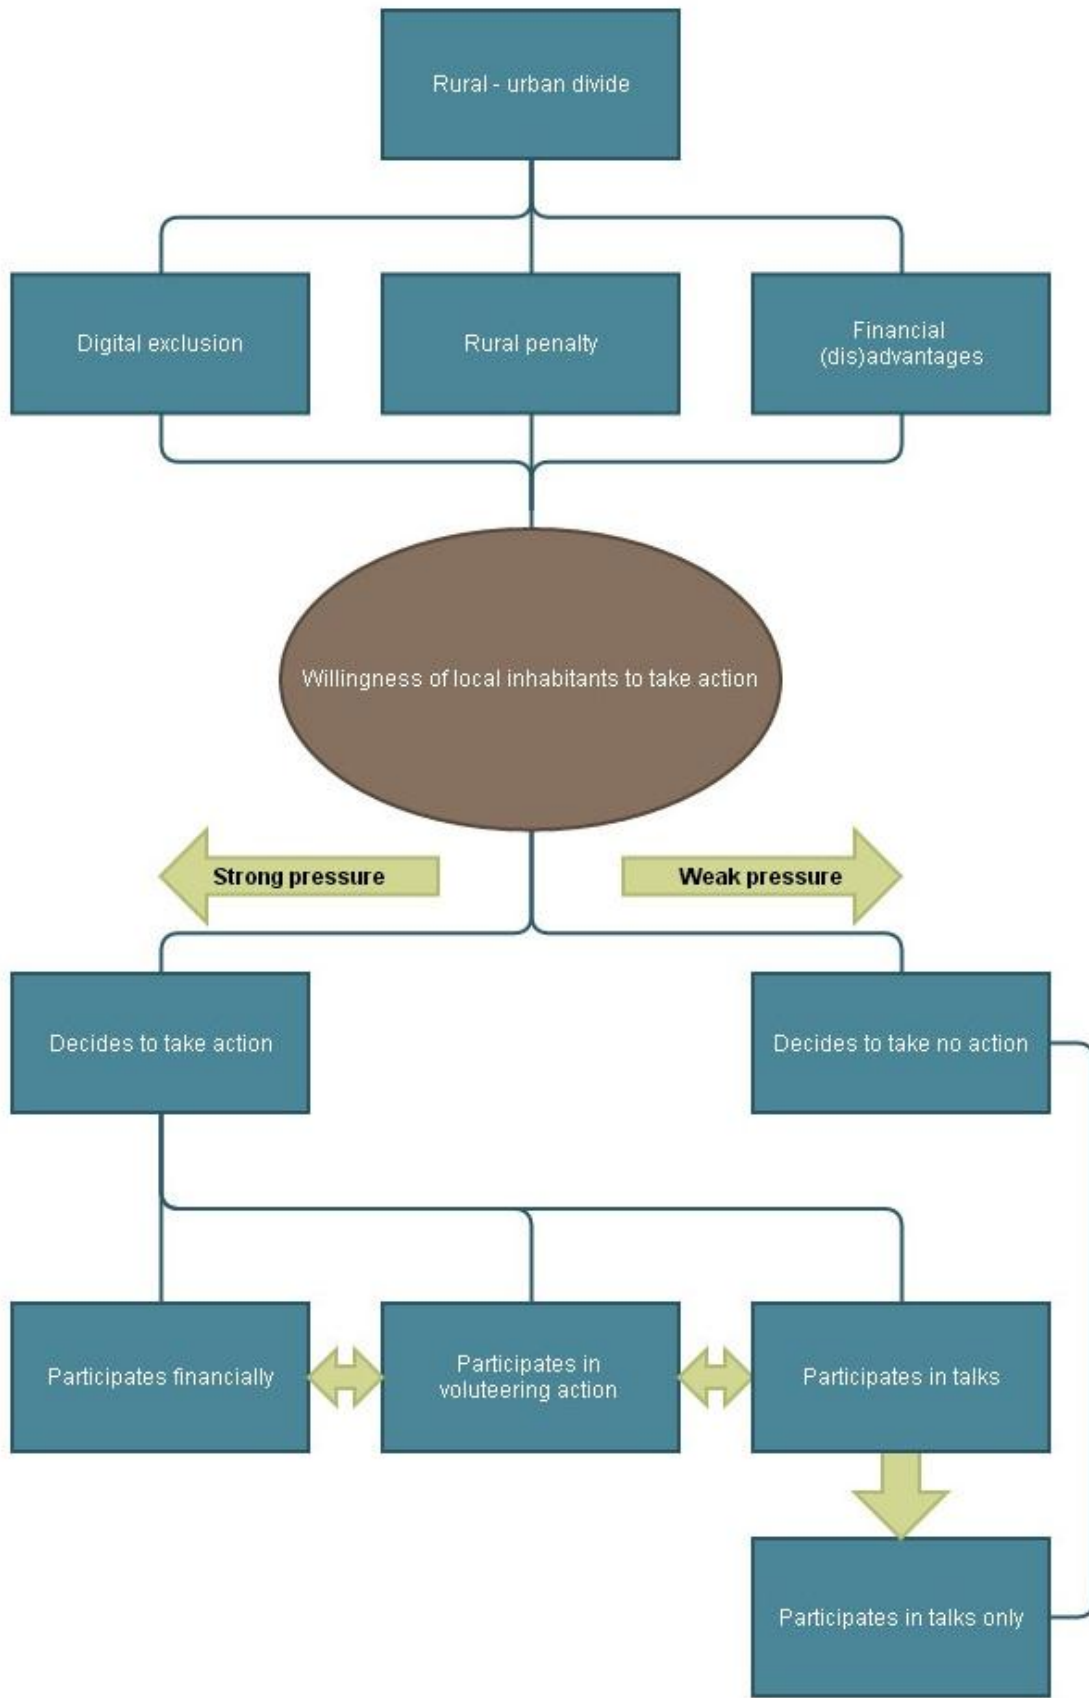 Rural - urban divide
Digital exclusion
Rural penalty
Financial
(dis)advantages
Willingness of local inhabitants to take action
Strong pressure
Weak pressure
Decides to take action
Decides to take no action
Participates financially
Participates in
voluteering action
Participates in talks
Participates in talks only